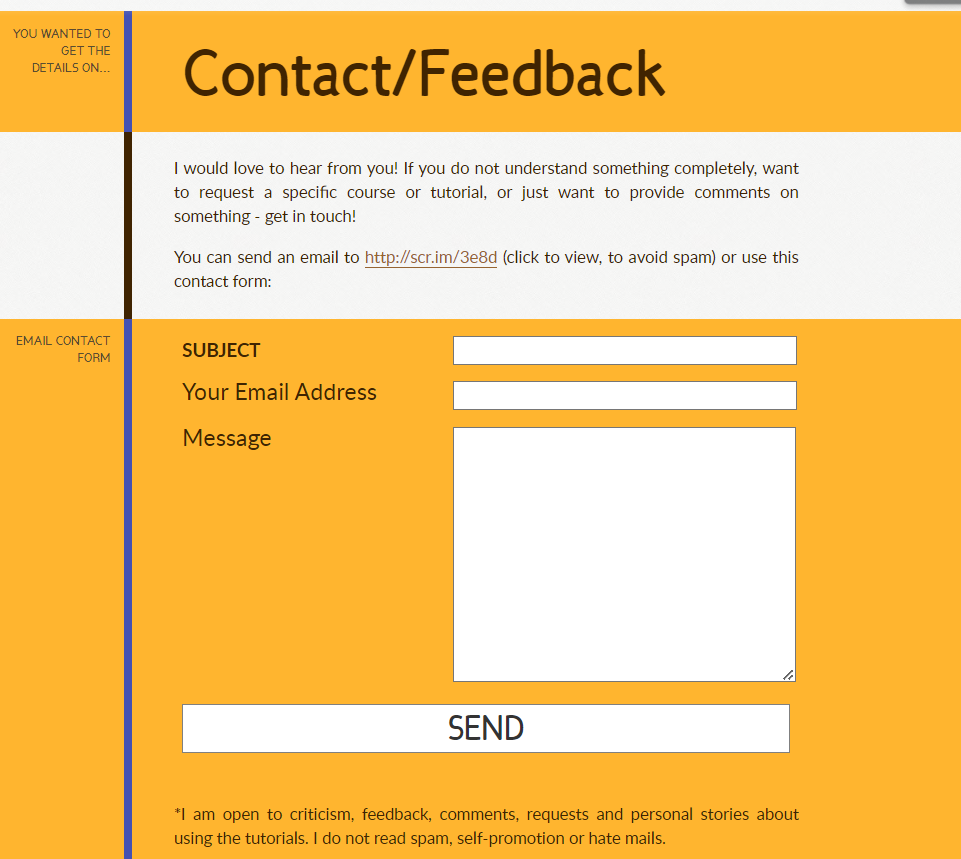 YOU WANTED TO
GET THE
DETAILS ON...
Contact/Feedback
I would love to hear from you! If you do not understand something completely, want
to request a specific course or tutorial, or just want to provide comments on
something - get in touch!
You can send an email to http://scr.im/3e8d (click to view, to avoid spam) or use this
contact form:
EMAIL CONTACT
FORM
SUBJECT
Your Email Address
Message
SEND
*I am open to criticism, feedback, comments, requests and personal stories about
using the tutorials. I do not read spam, self-promotion or hate mails.